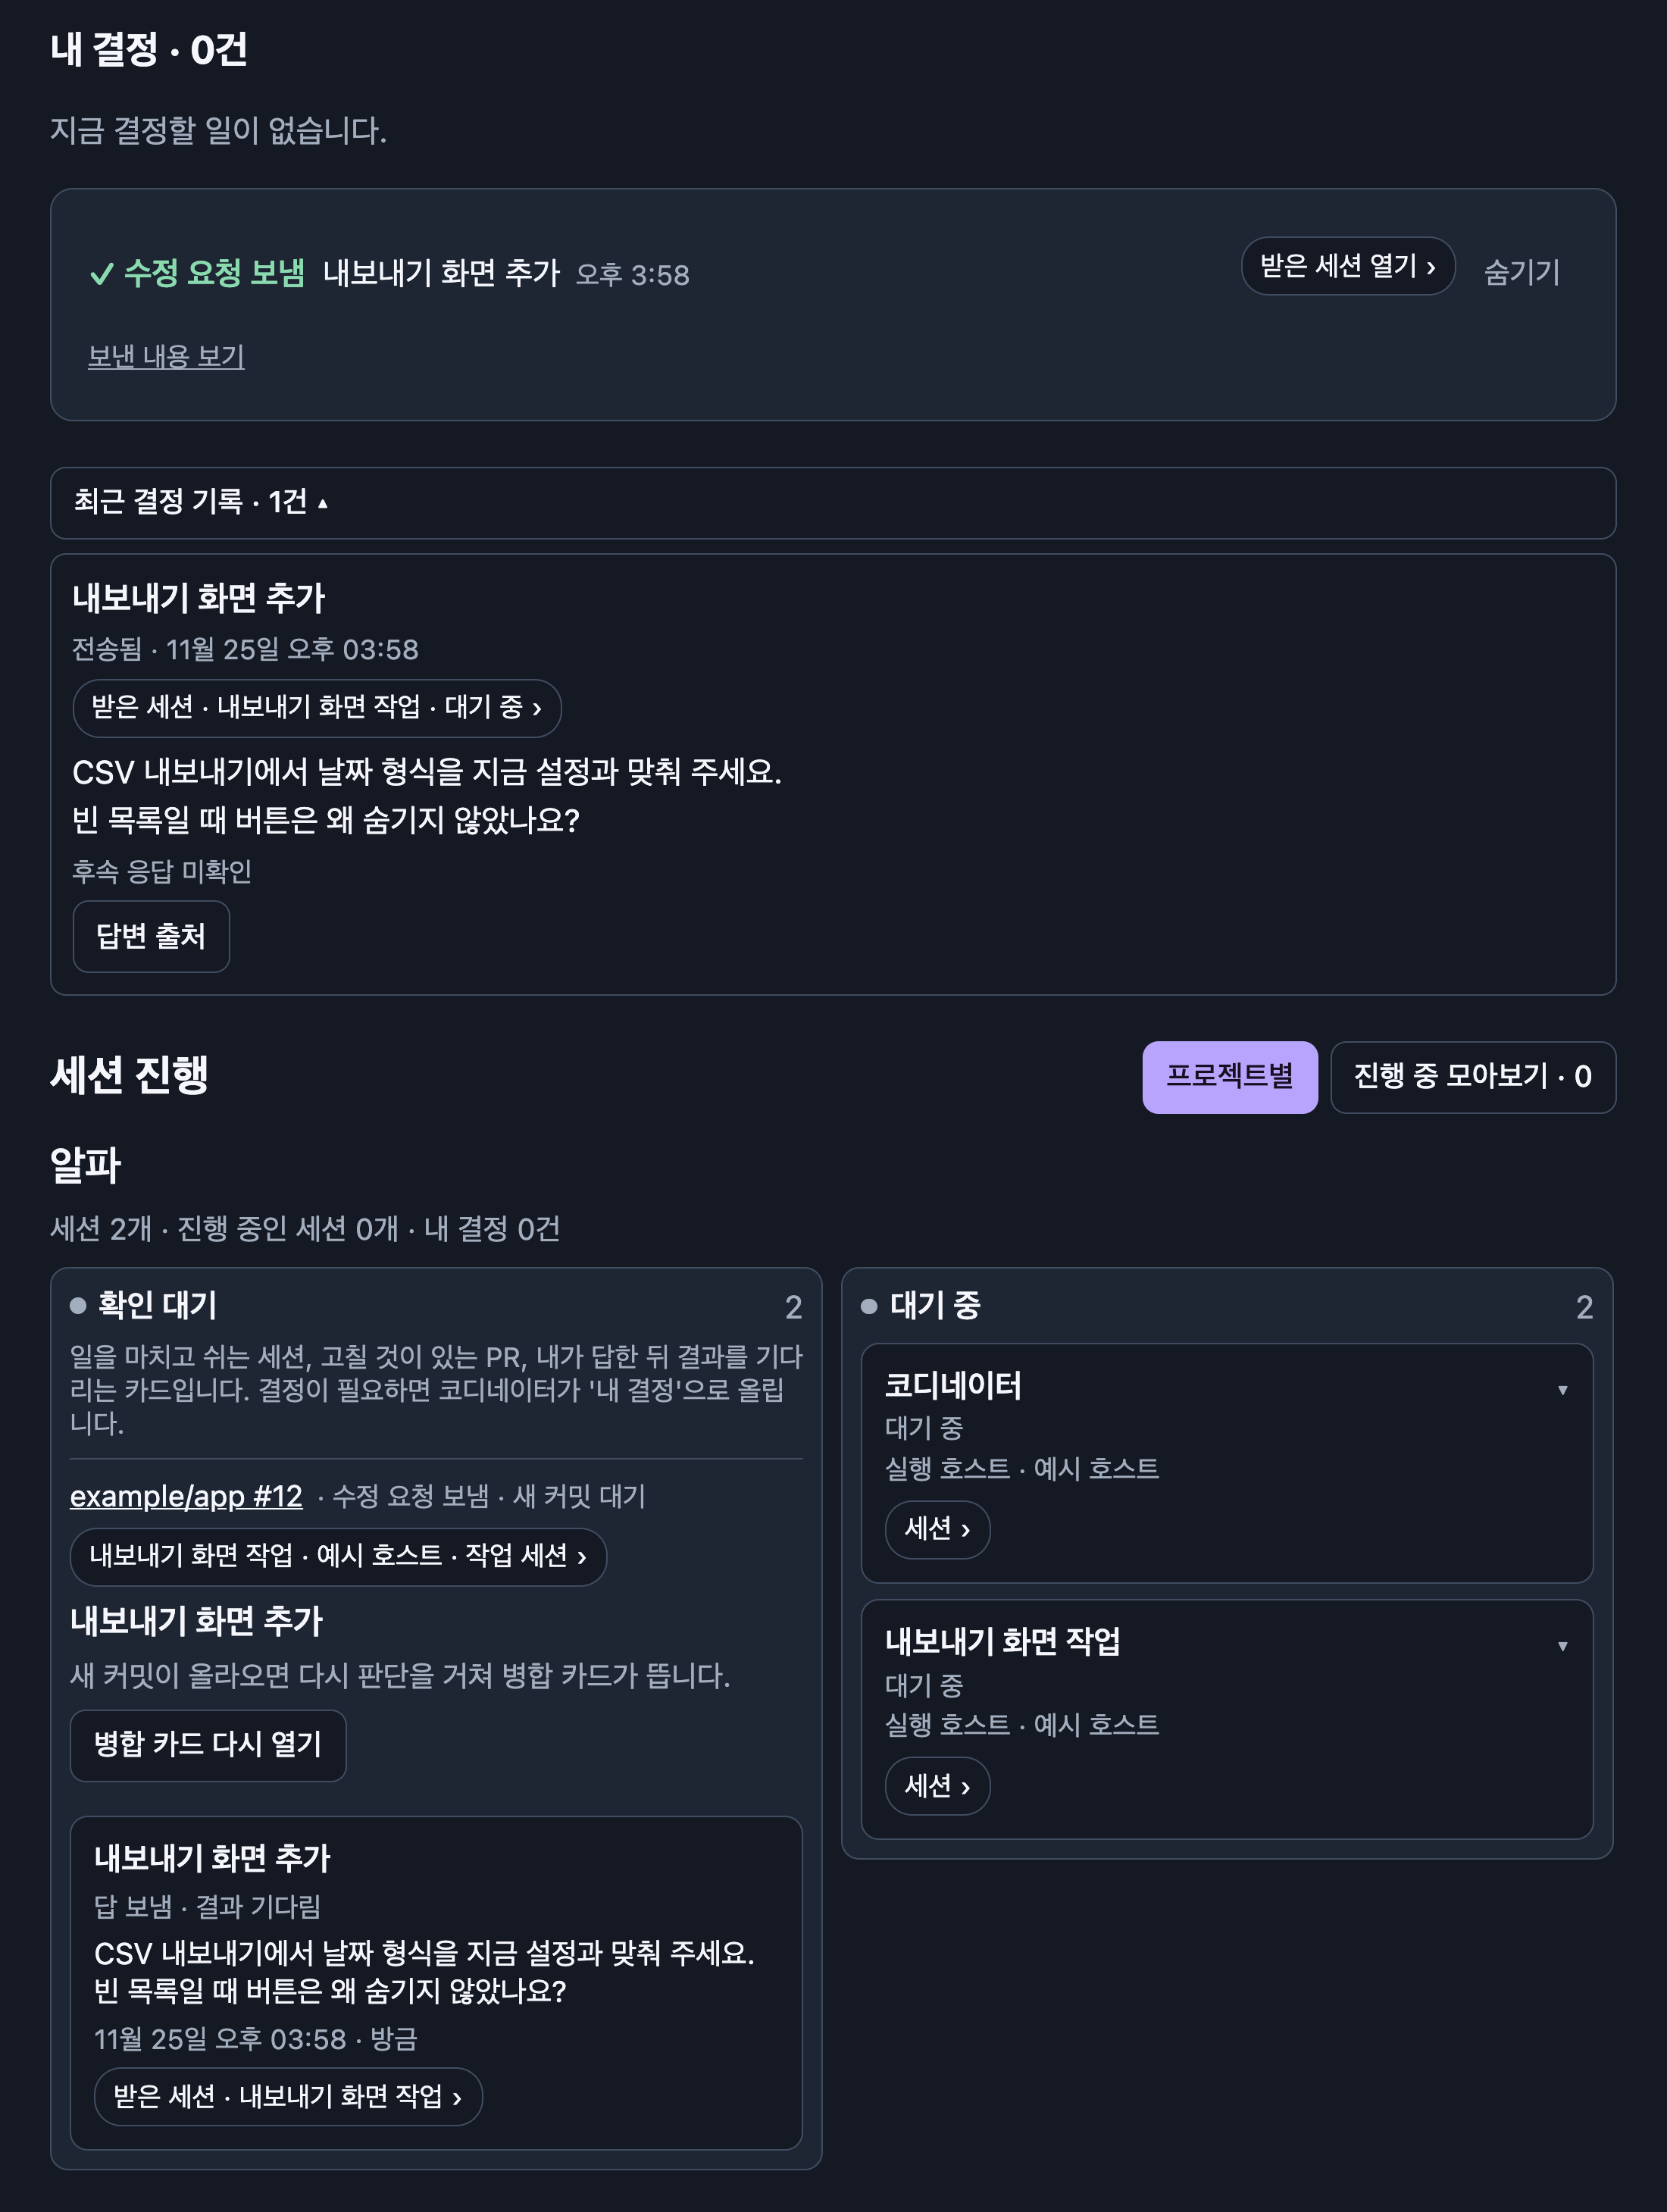 내 결정 · 0건
지금 결정할 일이 없습니다.
✓ 수정 요청 보냄 내보내기 화면 추가 오후 3:58
받은 세션 열기 ›
숨기기
보낸 내용 보기
최근 결정 기록 · 1건 ▴
내보내기 화면 추가
전송됨 · 11월 25일 오후 03:58
받은 세션 · 내보내기 화면 작업 · 대기 중 ›
CSV 내보내기에서 날짜 형식을 지금 설정과 맞춰 주세요.
빈 목록일 때 버튼은 왜 숨기지 않았나요?
후속 응답 미확인
답변 출처
세션 진행
프로젝트별
진행 중 모아보기 · 0
알파
세션 2개 · 진행 중인 세션 0개 · 내 결정 0건
확인 대기 2
일을 마치고 쉬는 세션, 고칠 것이 있는 PR, 내가 답한 뒤 결과를 기다
리는 카드입니다. 결정이 필요하면 코디네이터가 '내 결정'으로 올립
니다.
example/app #12 · 수정 요청 보냄 · 새 커밋 대기
내보내기 화면 작업 · 예시 호스트 · 작업 세션 ›
내보내기 화면 추가
새 커밋이 올라오면 다시 판단을 거쳐 병합 카드가 뜹니다.
병합 카드 다시 열기
내보내기 화면 추가
답 보냄 · 결과 기다림
CSV 내보내기에서 날짜 형식을 지금 설정과 맞춰 주세요.
빈 목록일 때 버튼은 왜 숨기지 않았나요?
11월 25일 오후 03:58 · 방금
받은 세션 · 내보내기 화면 작업 ›
대기 중 2
코디네이터 ▾
대기 중
실행 호스트 · 예시 호스트
세션 ›
내보내기 화면 작업 ▾
대기 중
실행 호스트 · 예시 호스트
세션 ›